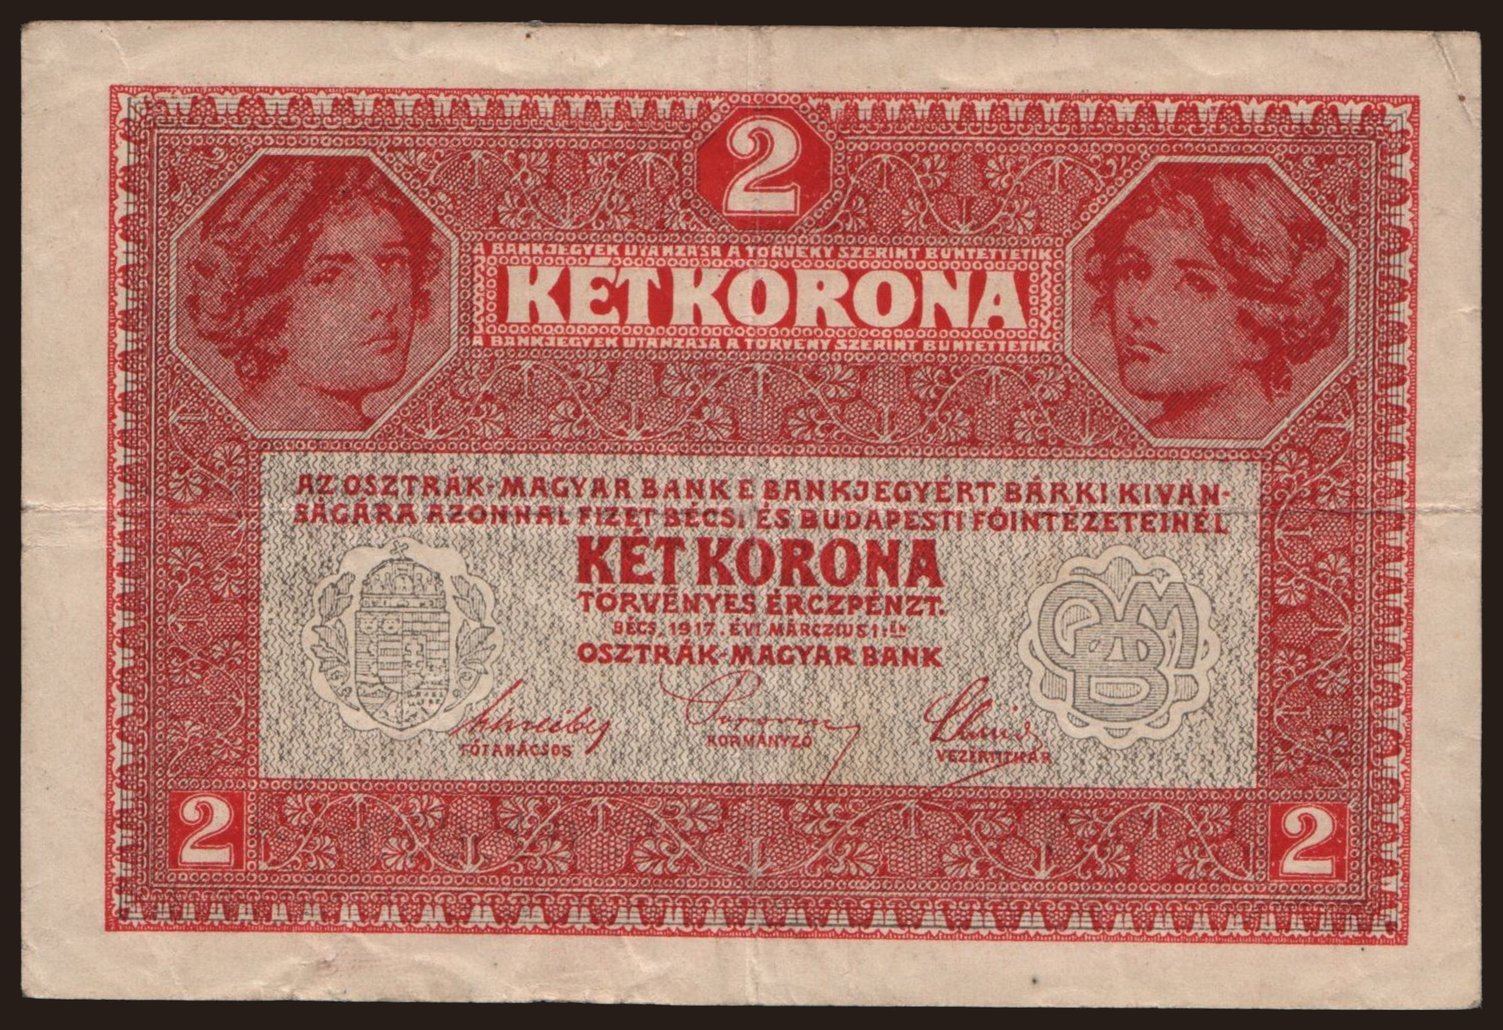 2
A BANKJEGYEK UTÁNZÁSA A TÖRVÉNY SZERINT BÜNTETTETIK
KÉT KORONA
A BANKJEGYEK UTÁNZÁSA A TÖRVÉNY SZERINT BÜNTETTETIK
AZ OSZTRÁK-MAGYAR BANK E BANKJEGYÉRT BÁRKI KIVÁN-
SÁGÁRA AZONNAL FIZET BÉCSI ÉS BUDAPESTI FŐINTÉZETEINÉL
KÉT KORONA
TÖRVÉNYES ÉRCZPÉNZT.
BÉCS, 1917. ÉVI MÁRCZIUS 1:ÉN
OSZTRÁK-MAGYAR BANK
FŐTANÁCSOS
KORMÁNYZÓ
VEZÉRTITKÁR
2
2